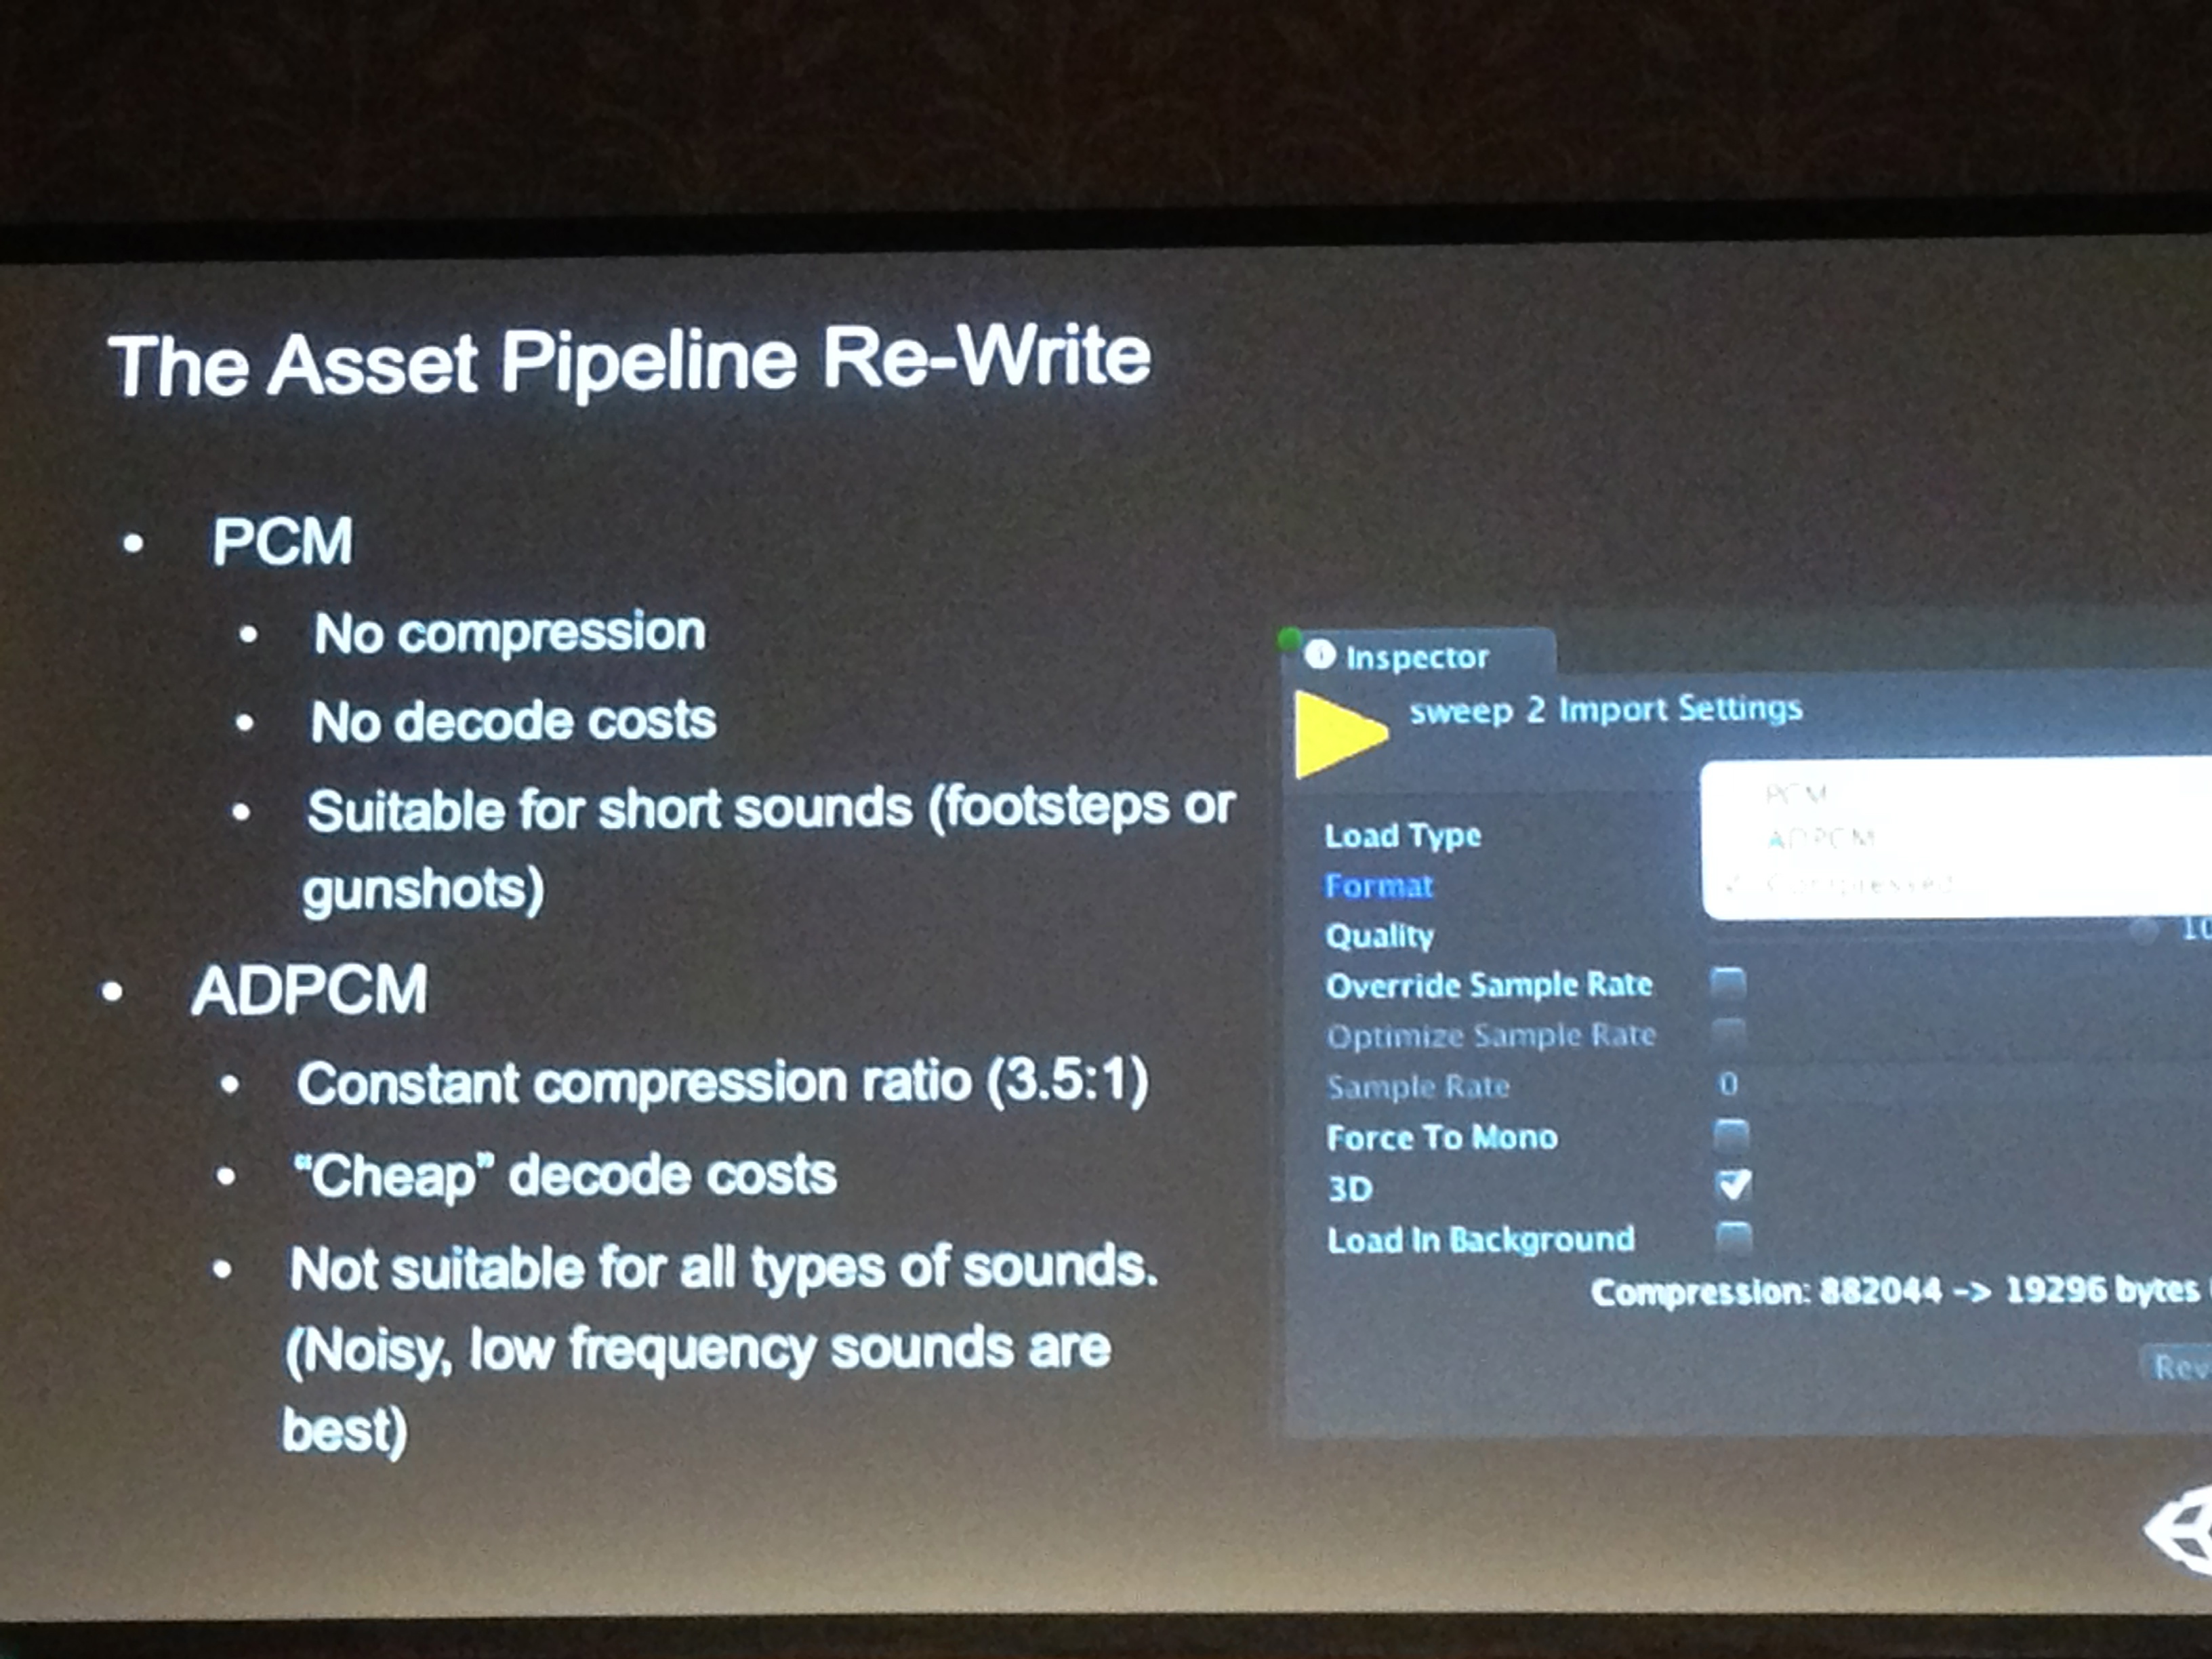 The Asset Pipeline Re-Write
• PCM
• No compression
• No decode costs
• Suitable for short sounds (footsteps or
gunshots)
• ADPCM
• Constant compression ratio (3.5:1)
• “Cheap” decode costs
• Not suitable for all types of sounds.
(Noisy, low frequency sounds are
best)
Inspector
sweep 2 Import Settings
PCM
ADPCM
Compressed
Load Type
Format
Quality
Override Sample Rate
Optimize Sample Rate
Sample Rate 0
Force To Mono
3D
Load In Background
Compression: 882044 -> 19296 bytes